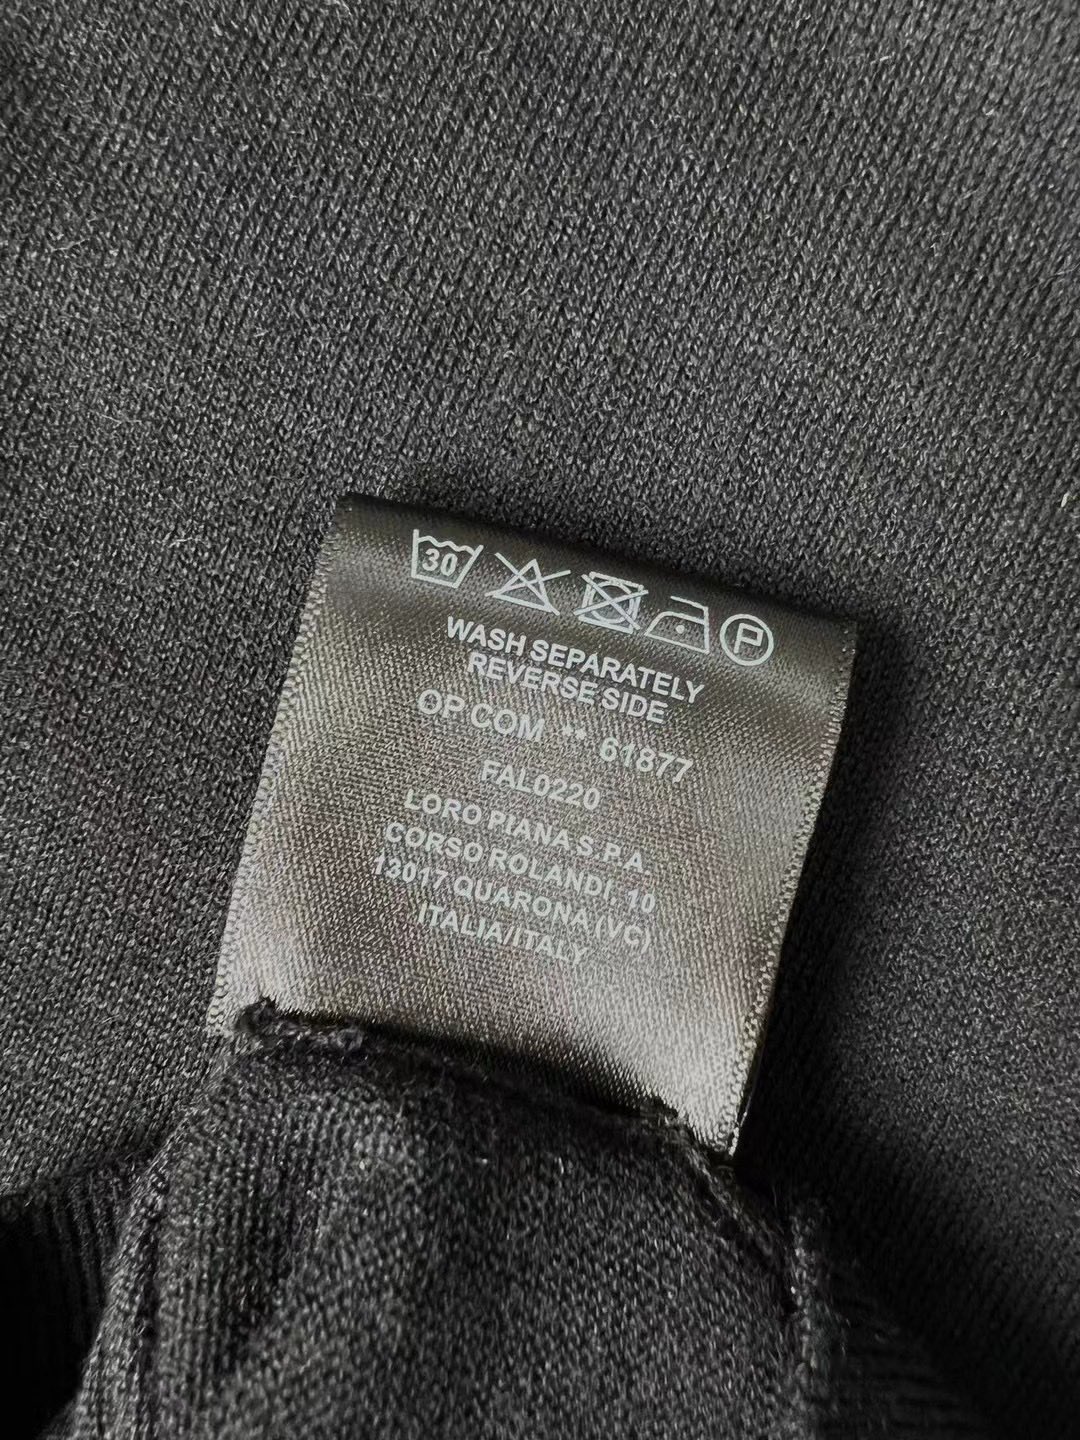 30
P
WASH SEPARATELY
REVERSE SIDE
OP COM ** 61877
FAL0220
LORO PIANA S.P.A.
CORSO ROLANDI, 10
13017 QUARONA (VC)
ITALIA/ITALY